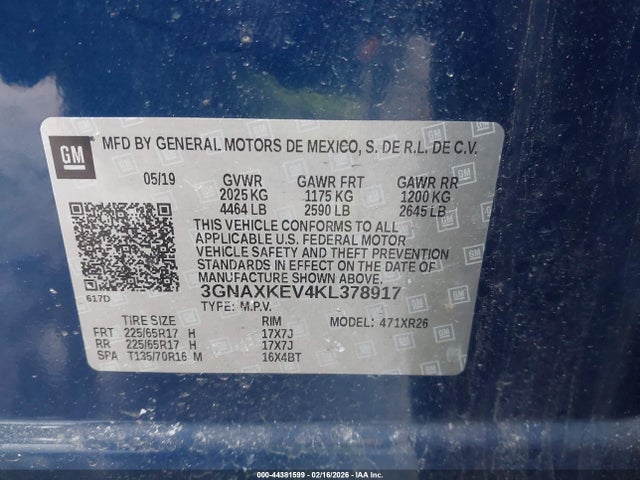 GM
MFD BY GENERAL MOTORS DE MEXICO, S. DE R.L. DE C.V.
05/19 GVWR GAWR FRT GAWR RR
2025 KG 1175 KG 1200 KG
4464 LB 2590 LB 2645 LB
THIS VEHICLE CONFORMS TO ALL
APPLICABLE U.S. FEDERAL MOTOR
VEHICLE SAFETY AND THEFT PREVENTION
STANDARDS IN EFFECT ON THE DATE OF
MANUFACTURE SHOWN ABOVE.
617D
3GNAXKEV4KL378917
TYPE: M.P.V.
TIRE SIZE RIM MODEL: 471XR26
FRT 225/65R17 H 17X7J
RR 225/65R17 H 17X7J
SPA T135/70R16 M 16X4BT
000-44381599 - 02/16/2026 - IAA Inc.